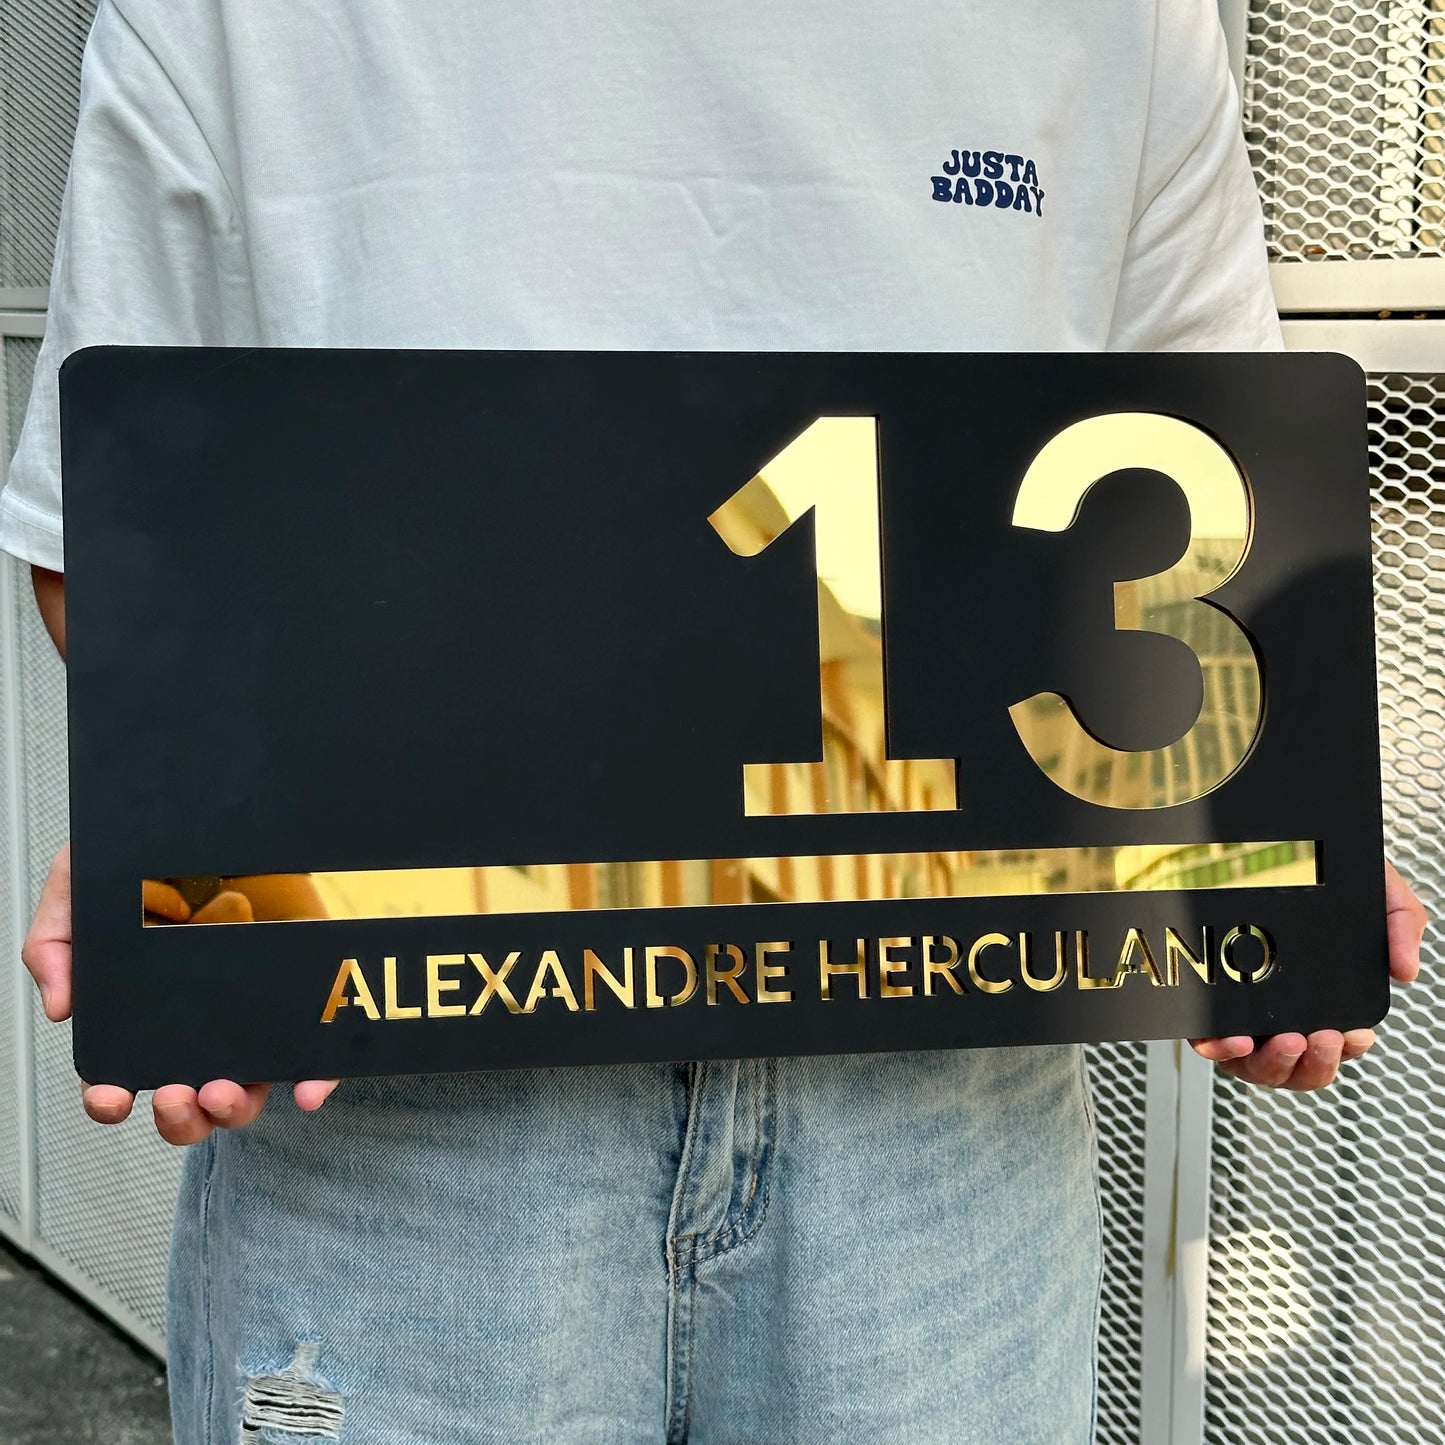 JUSTA
BADDAY
13
ALEXANDRE HERCULANO